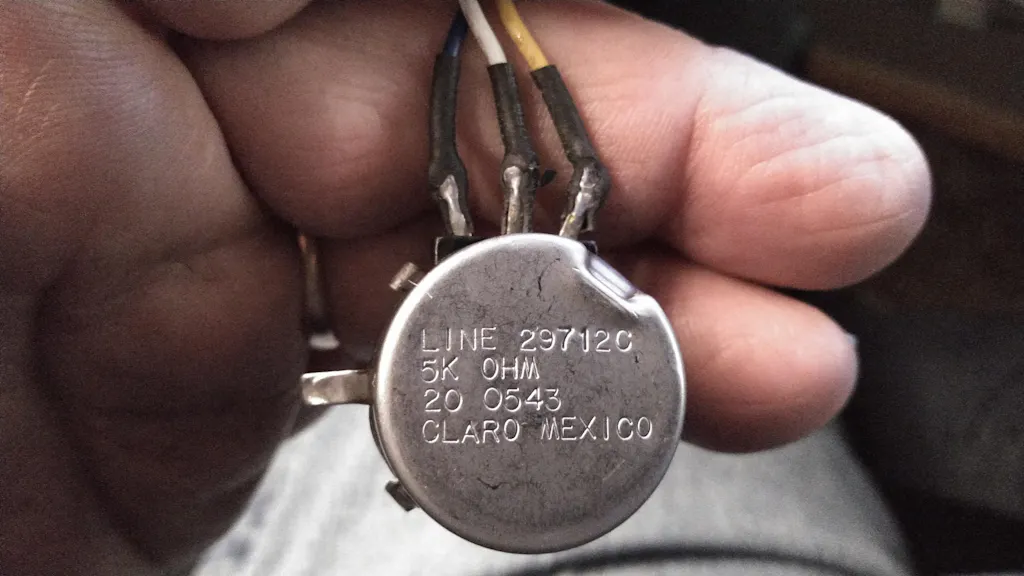 LINE 29712C
5K OHM
20 0543
CLARO MEXICO